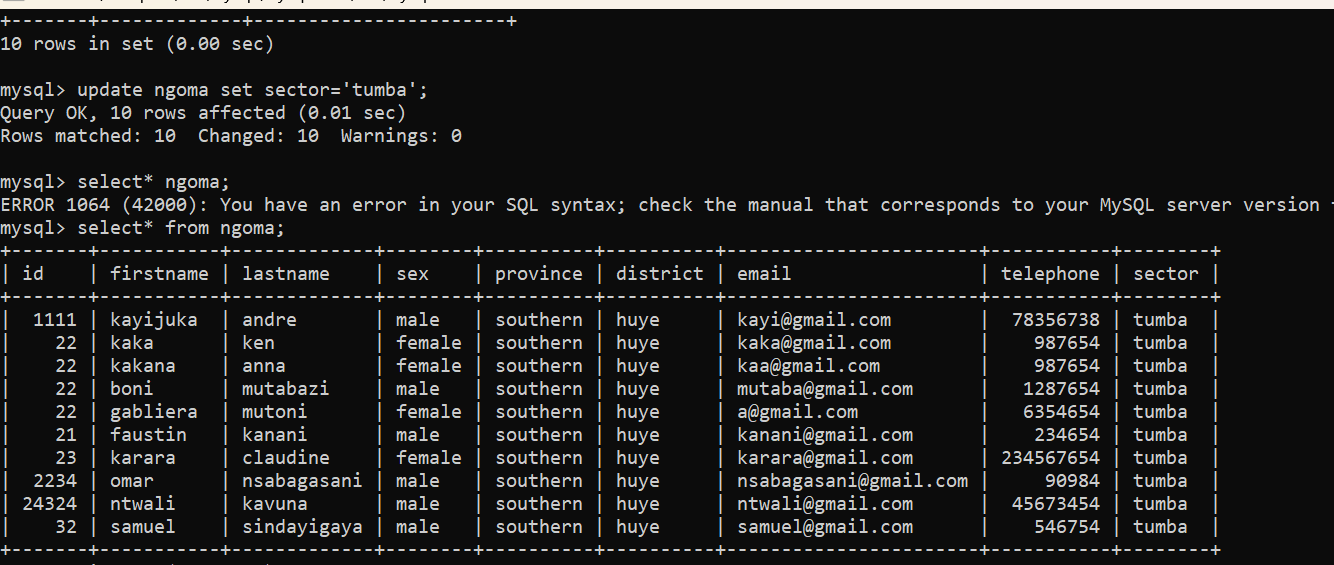 +-------+-------------+----------------------+
10 rows in set (0.00 sec)
mysql> update ngoma set sector='tumba';
Query OK, 10 rows affected (0.01 sec)
Rows matched: 10  Changed: 10  Warnings: 0
mysql> select* ngoma;
ERROR 1064 (42000): You have an error in your SQL syntax; check the manual that corresponds to your MySQL server version
mysql> select* from ngoma;
+-------+-----------+-------------+--------+----------+----------+-----------------------+-----------+--------+
| id    | firstname | lastname    | sex    | province | district | email                 | telephone | sector |
+-------+-----------+-------------+--------+----------+----------+-----------------------+-----------+--------+
|  1111 | kayijuka  | andre       | male   | southern | huye     | kayi@gmail.com        |  78356738 | tumba  |
|    22 | kaka      | ken         | female | southern | huye     | kaka@gmail.com        |    987654 | tumba  |
|    22 | kakana    | anna        | female | southern | huye     | kaa@gmail.com         |    987654 | tumba  |
|    22 | boni      | mutabazi    | male   | southern | huye     | mutaba@gmail.com      |   1287654 | tumba  |
|    22 | gabliera  | mutoni      | female | southern | huye     | a@gmail.com           |   6354654 | tumba  |
|    21 | faustin   | kanani      | male   | southern | huye     | kanani@gmail.com      |    234654 | tumba  |
|    23 | karara    | claudine    | female | southern | huye     | karara@gmail.com      | 234567654 | tumba  |
|  2234 | omar      | nsabagasani | male   | southern | huye     | nsabagasani@gmail.com |     90984 | tumba  |
| 24324 | ntwali    | kavuna      | male   | southern | huye     | ntwali@gmail.com      |  45673454 | tumba  |
|    32 | samuel    | sindayigaya | male   | southern | huye     | samuel@gmail.com      |    546754 | tumba  |
+-------+-----------+-------------+--------+----------+----------+-----------------------+-----------+--------+